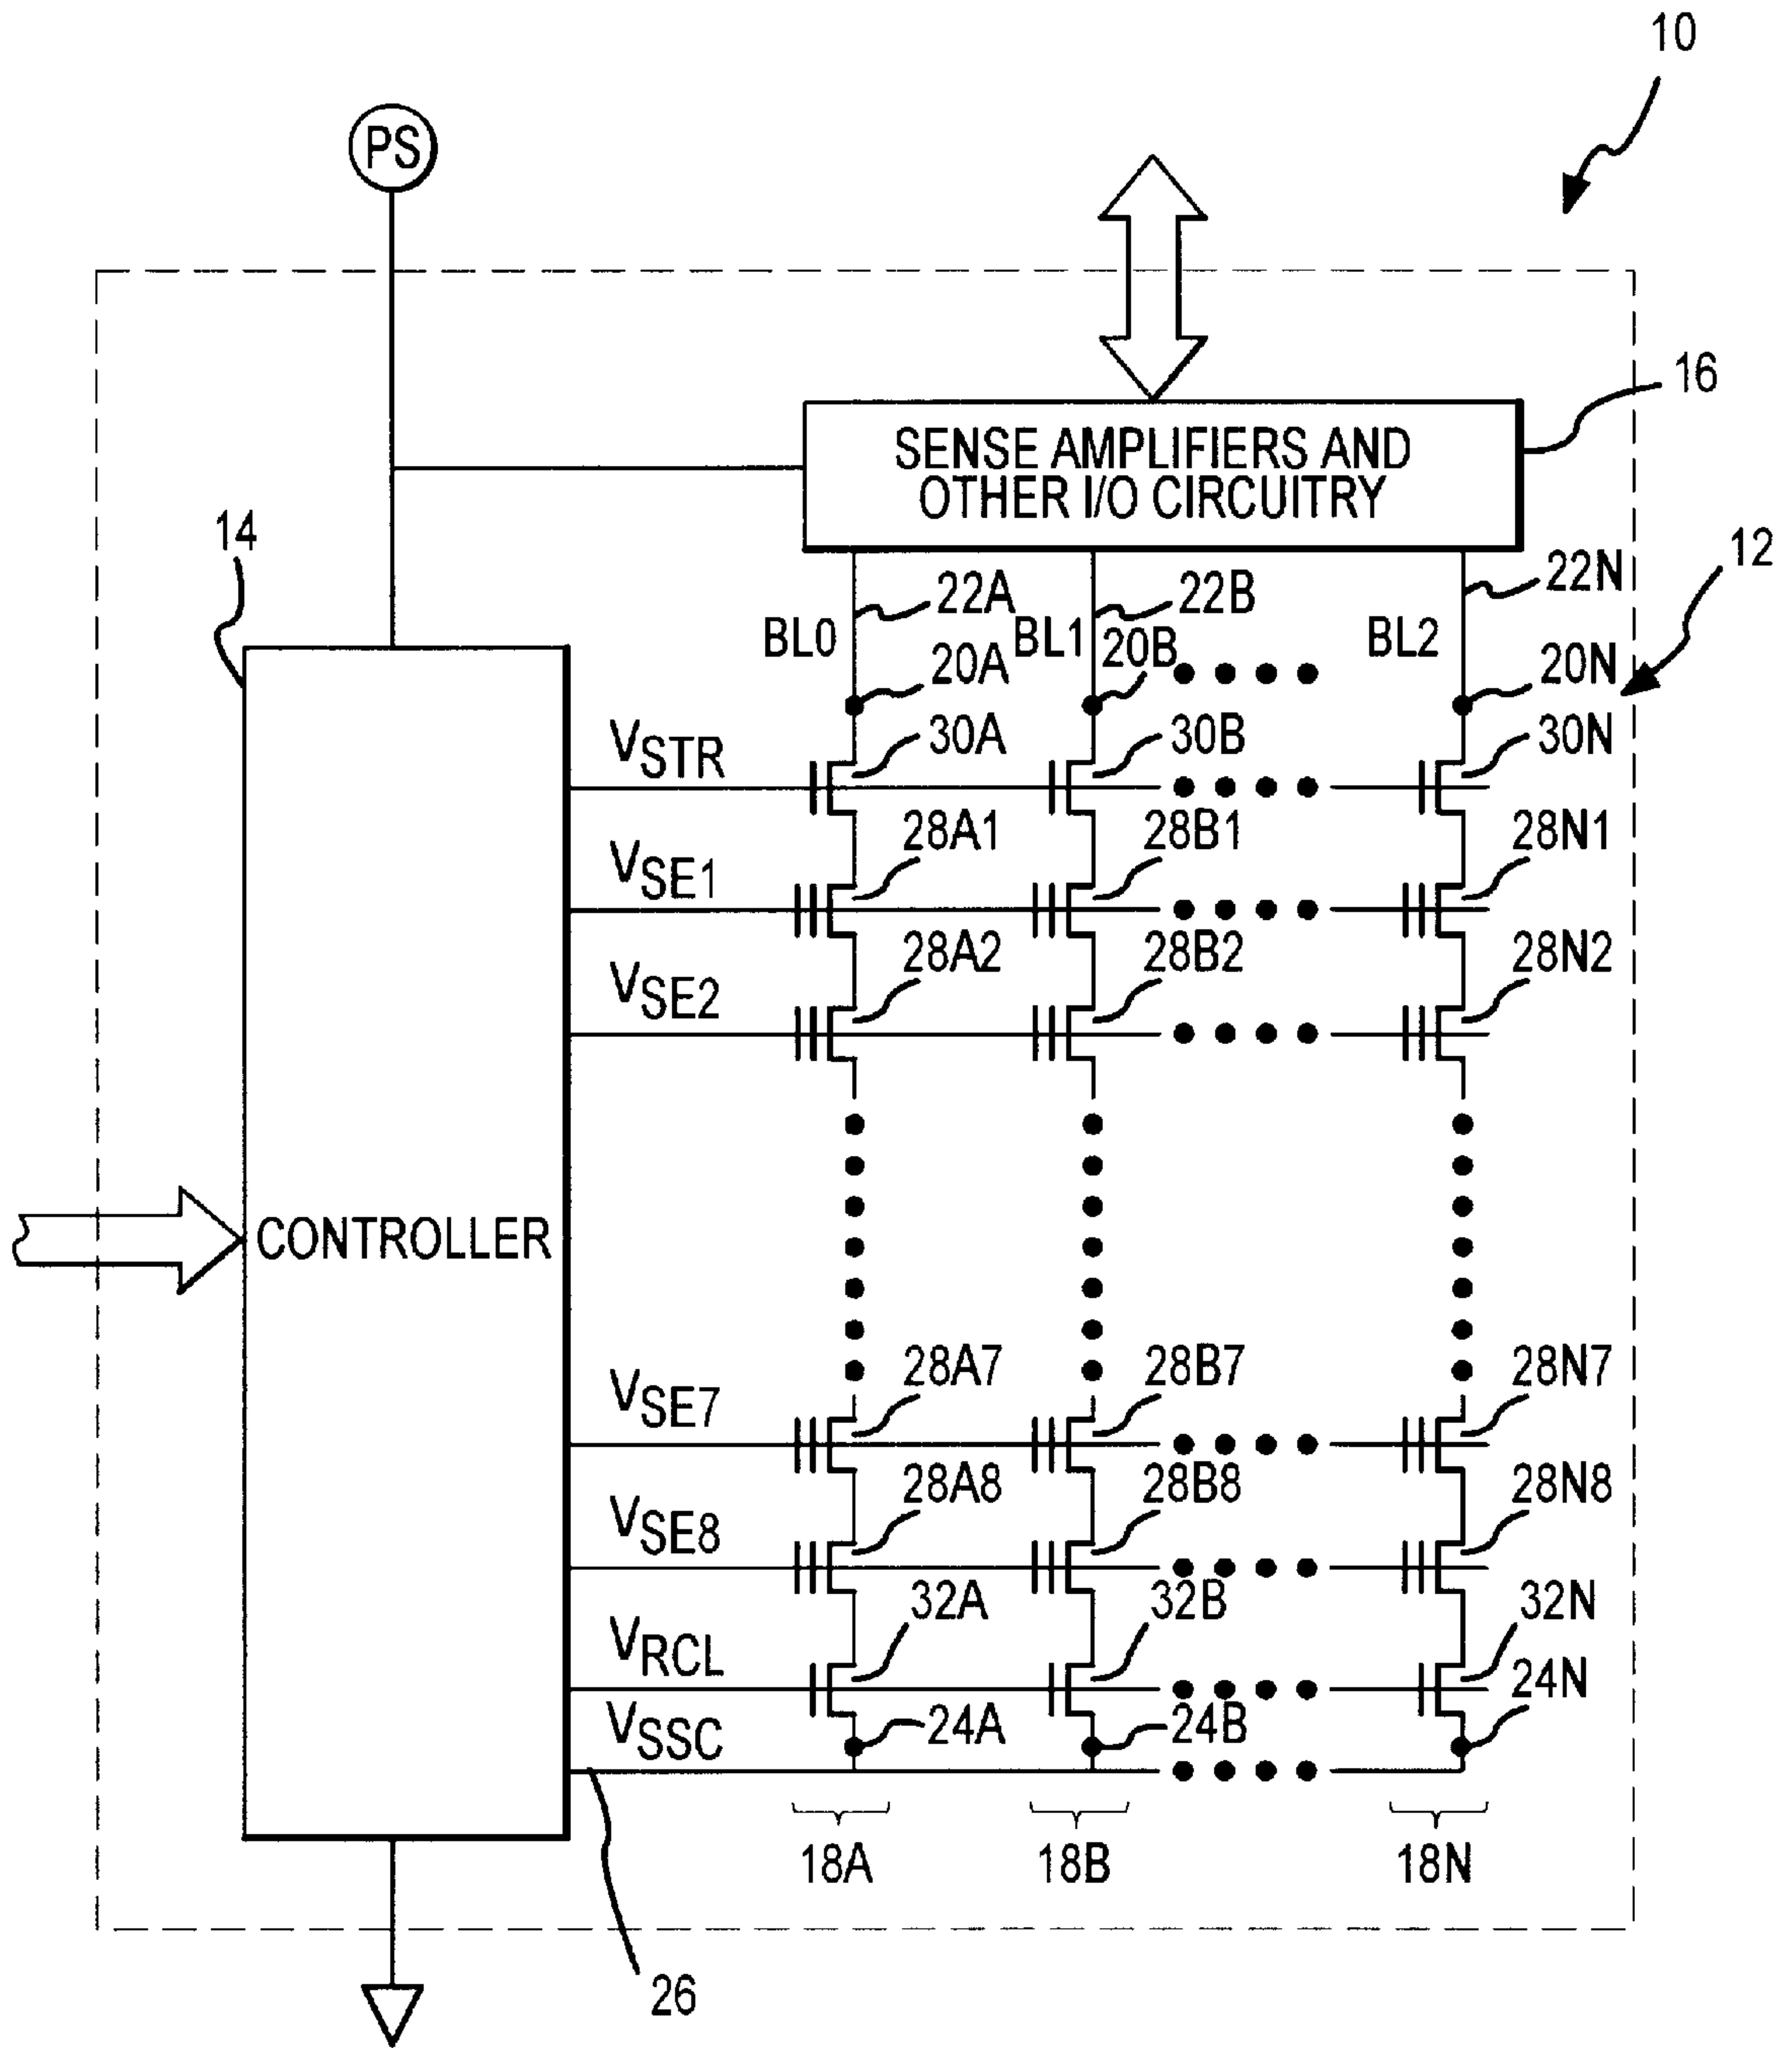 10
PS
16
SENSE AMPLIFIERS AND
OTHER I/O CIRCUITRY
14
12
22A
22B
22N
BL0
BL1
BL2
20A
20B
20N
VSTR
30A
30B
30N
VSE1
28A1
28B1
28N1
VSE2
28A2
28B2
28N2
CONTROLLER
VSE7
28A7
28B7
28N7
VSE8
28A8
28B8
28N8
VRCL
32A
32B
32N
VSSC
24A
24B
24N
18A
18B
18N
26